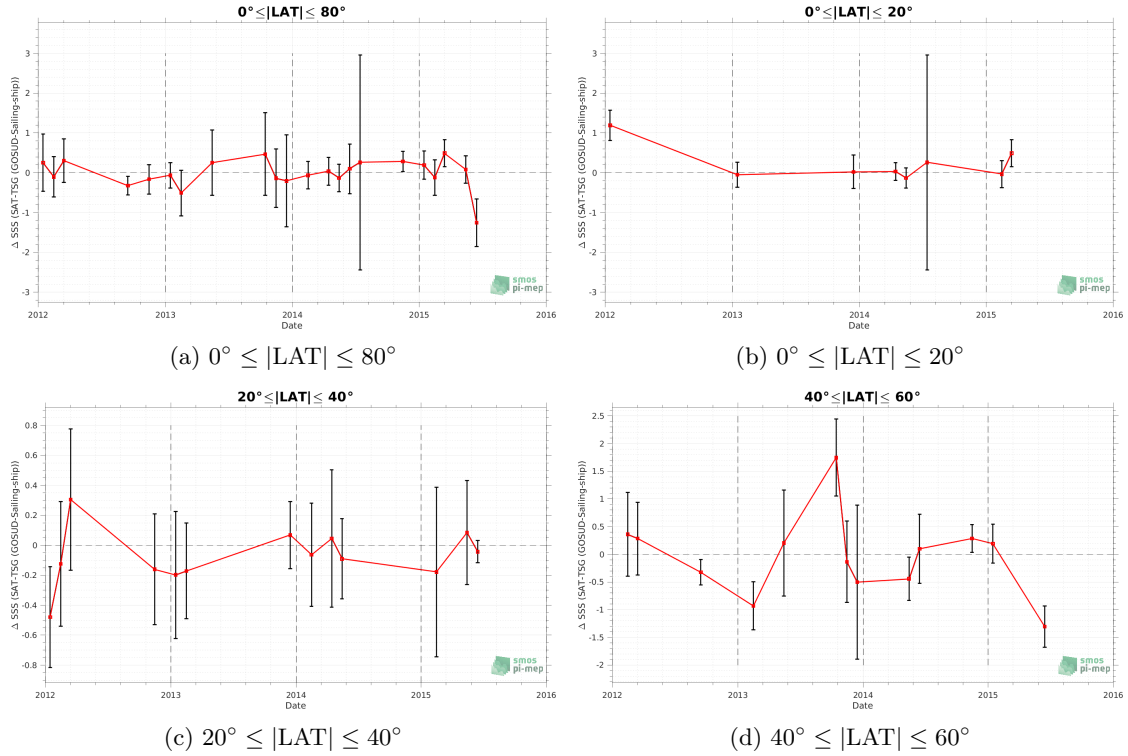 0°≤|LAT|≤ 80°
Δ SSS (SAT-TSG (GOSUD-Sailing-ship))
3
2
1
0
-1
-2
-3
2012 2013 2014 2015 2016
Date
smos
pi-mep
(a) 0° ≤ |LAT| ≤ 80°
0°≤|LAT|≤ 20°
Δ SSS (SAT-TSG (GOSUD-Sailing-ship))
3
2
1
0
-1
-2
-3
2012 2013 2014 2015 2016
Date
smos
pi-mep
(b) 0° ≤ |LAT| ≤ 20°
20°≤|LAT|≤ 40°
Δ SSS (SAT-TSG (GOSUD-Sailing-ship))
0.8
0.6
0.4
0.2
0
-0.2
-0.4
-0.6
-0.8
2012 2013 2014 2015 2016
Date
smos
pi-mep
(c) 20° ≤ |LAT| ≤ 40°
40°≤|LAT|≤ 60°
Δ SSS (SAT-TSG (GOSUD-Sailing-ship))
2.5
2
1.5
1
0.5
0
-0.5
-1
-1.5
-2
2012 2013 2014 2015 2016
Date
smos
pi-mep
(d) 40° ≤ |LAT| ≤ 60°